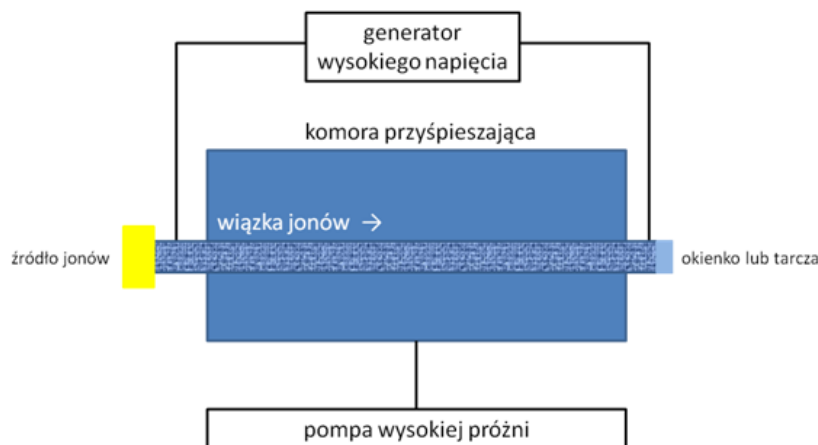 generator
wysokiego napięcia
komora przyśpieszająca
wiązka jonów →
źródło jonów
okienko lub tarcza
pompa wysokiej próżni